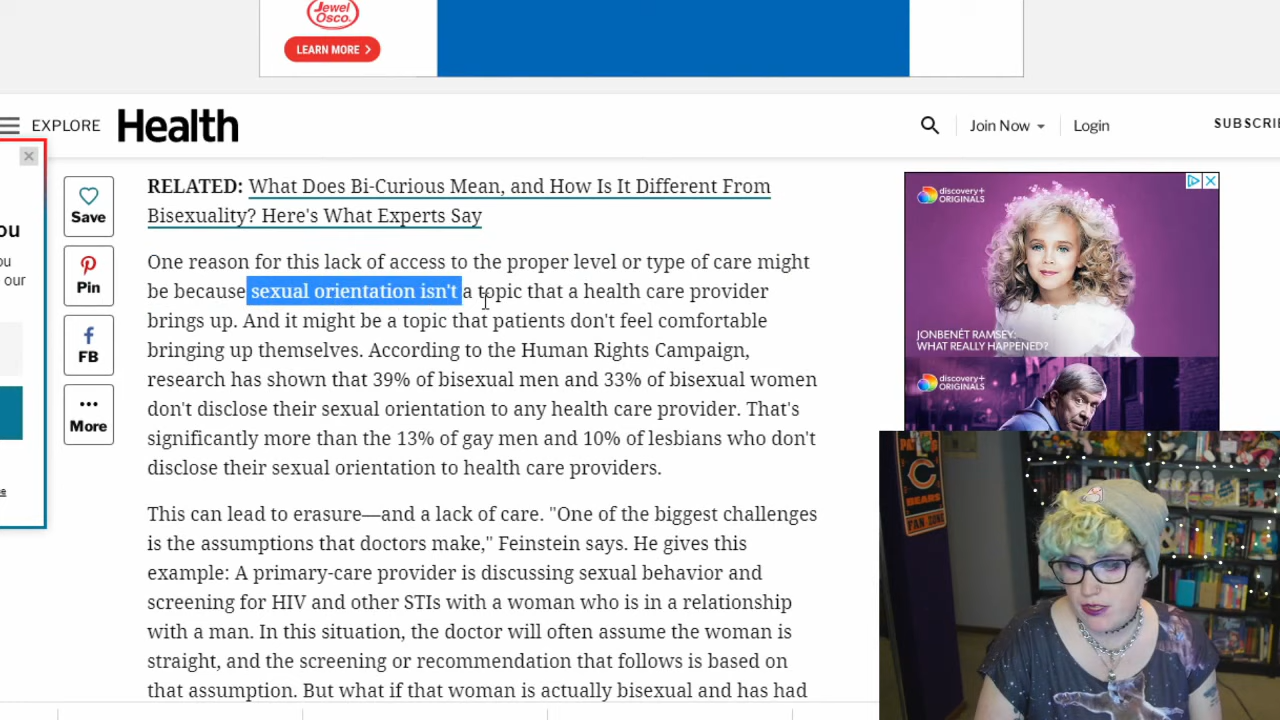 Jewel
Osco.
LEARN MORE >
EXPLORE
Health
Join Now
Login
SUBSCRI
ou
ou
our
e
Save
Pin
FB
More
RELATED: What Does Bi-Curious Mean, and How Is It Different From
Bisexuality? Here's What Experts Say
One reason for this lack of access to the proper level or type of care might
be because sexual orientation isn't a topic that a health care provider
brings up. And it might be a topic that patients don't feel comfortable
bringing up themselves. According to the Human Rights Campaign,
research has shown that 39% of bisexual men and 33% of bisexual women
don't disclose their sexual orientation to any health care provider. That's
significantly more than the 13% of gay men and 10% of lesbians who don't
disclose their sexual orientation to health care providers.
This can lead to erasure—and a lack of care. "One of the biggest challenges
is the assumptions that doctors make," Feinstein says. He gives this
example: A primary-care provider is discussing sexual behavior and
screening for HIV and other STIs with a woman who is in a relationship
with a man. In this situation, the doctor will often assume the woman is
straight, and the screening or recommendation that follows is based on
that assumption. But what if that woman is actually bisexual and has had
discovery+
ORIGINALS
JONBENÉT RAMSEY:
WHAT REALLY HAPPENED?
discovery+
ORIGINALS
BEARS
FAN ZONE